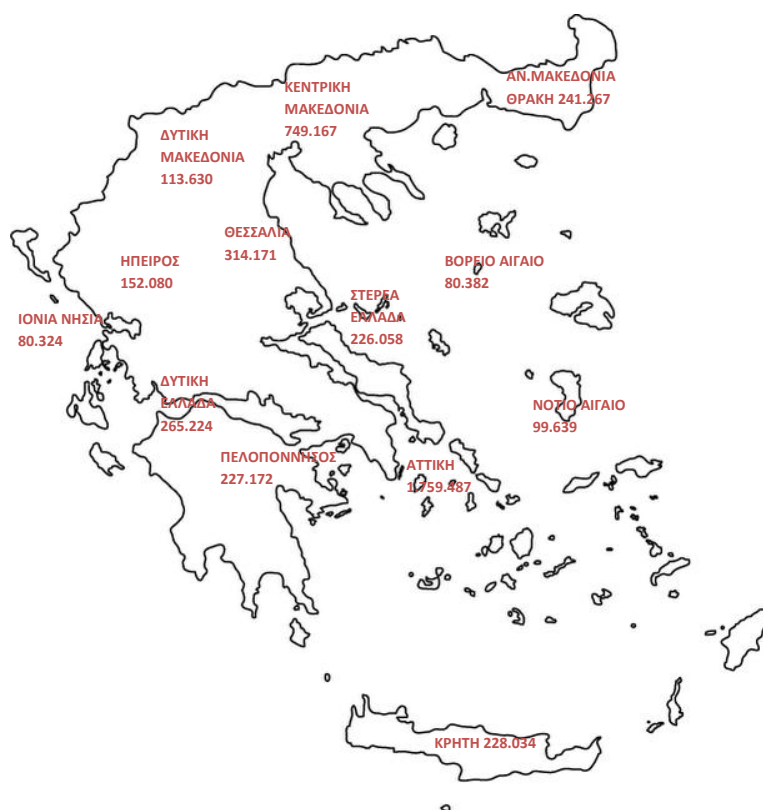 ΑΝ.ΜΑΚΕΔΟΝΙΑ
ΘΡΑΚΗ 241.267
ΚΕΝΤΡΙΚΗ
ΜΑΚΕΔΟΝΙΑ
749.167
ΔΥΤΙΚΗ
ΜΑΚΕΔΟΝΙΑ
113.630
ΘΕΣΣΑΛΙΑ
314.171
ΗΠΕΙΡΟΣ
152.080
ΒΟΡΕΙΟ ΑΙΓΑΙΟ
80.382
ΙΟΝΙΑ ΝΗΣΙΑ
80.324
ΣΤΕΡΕΑ
ΕΛΛΑΔΑ
226.058
ΔΥΤΙΚΗ
ΕΛΛΑΔΑ
265.224
ΝΟΤΙΟ ΑΙΓΑΙΟ
99.639
ΠΕΛΟΠΟΝΝΗΣΟΣ
227.172
ΑΤΤΙΚΗ
1.759.487
ΚΡΗΤΗ 228.034